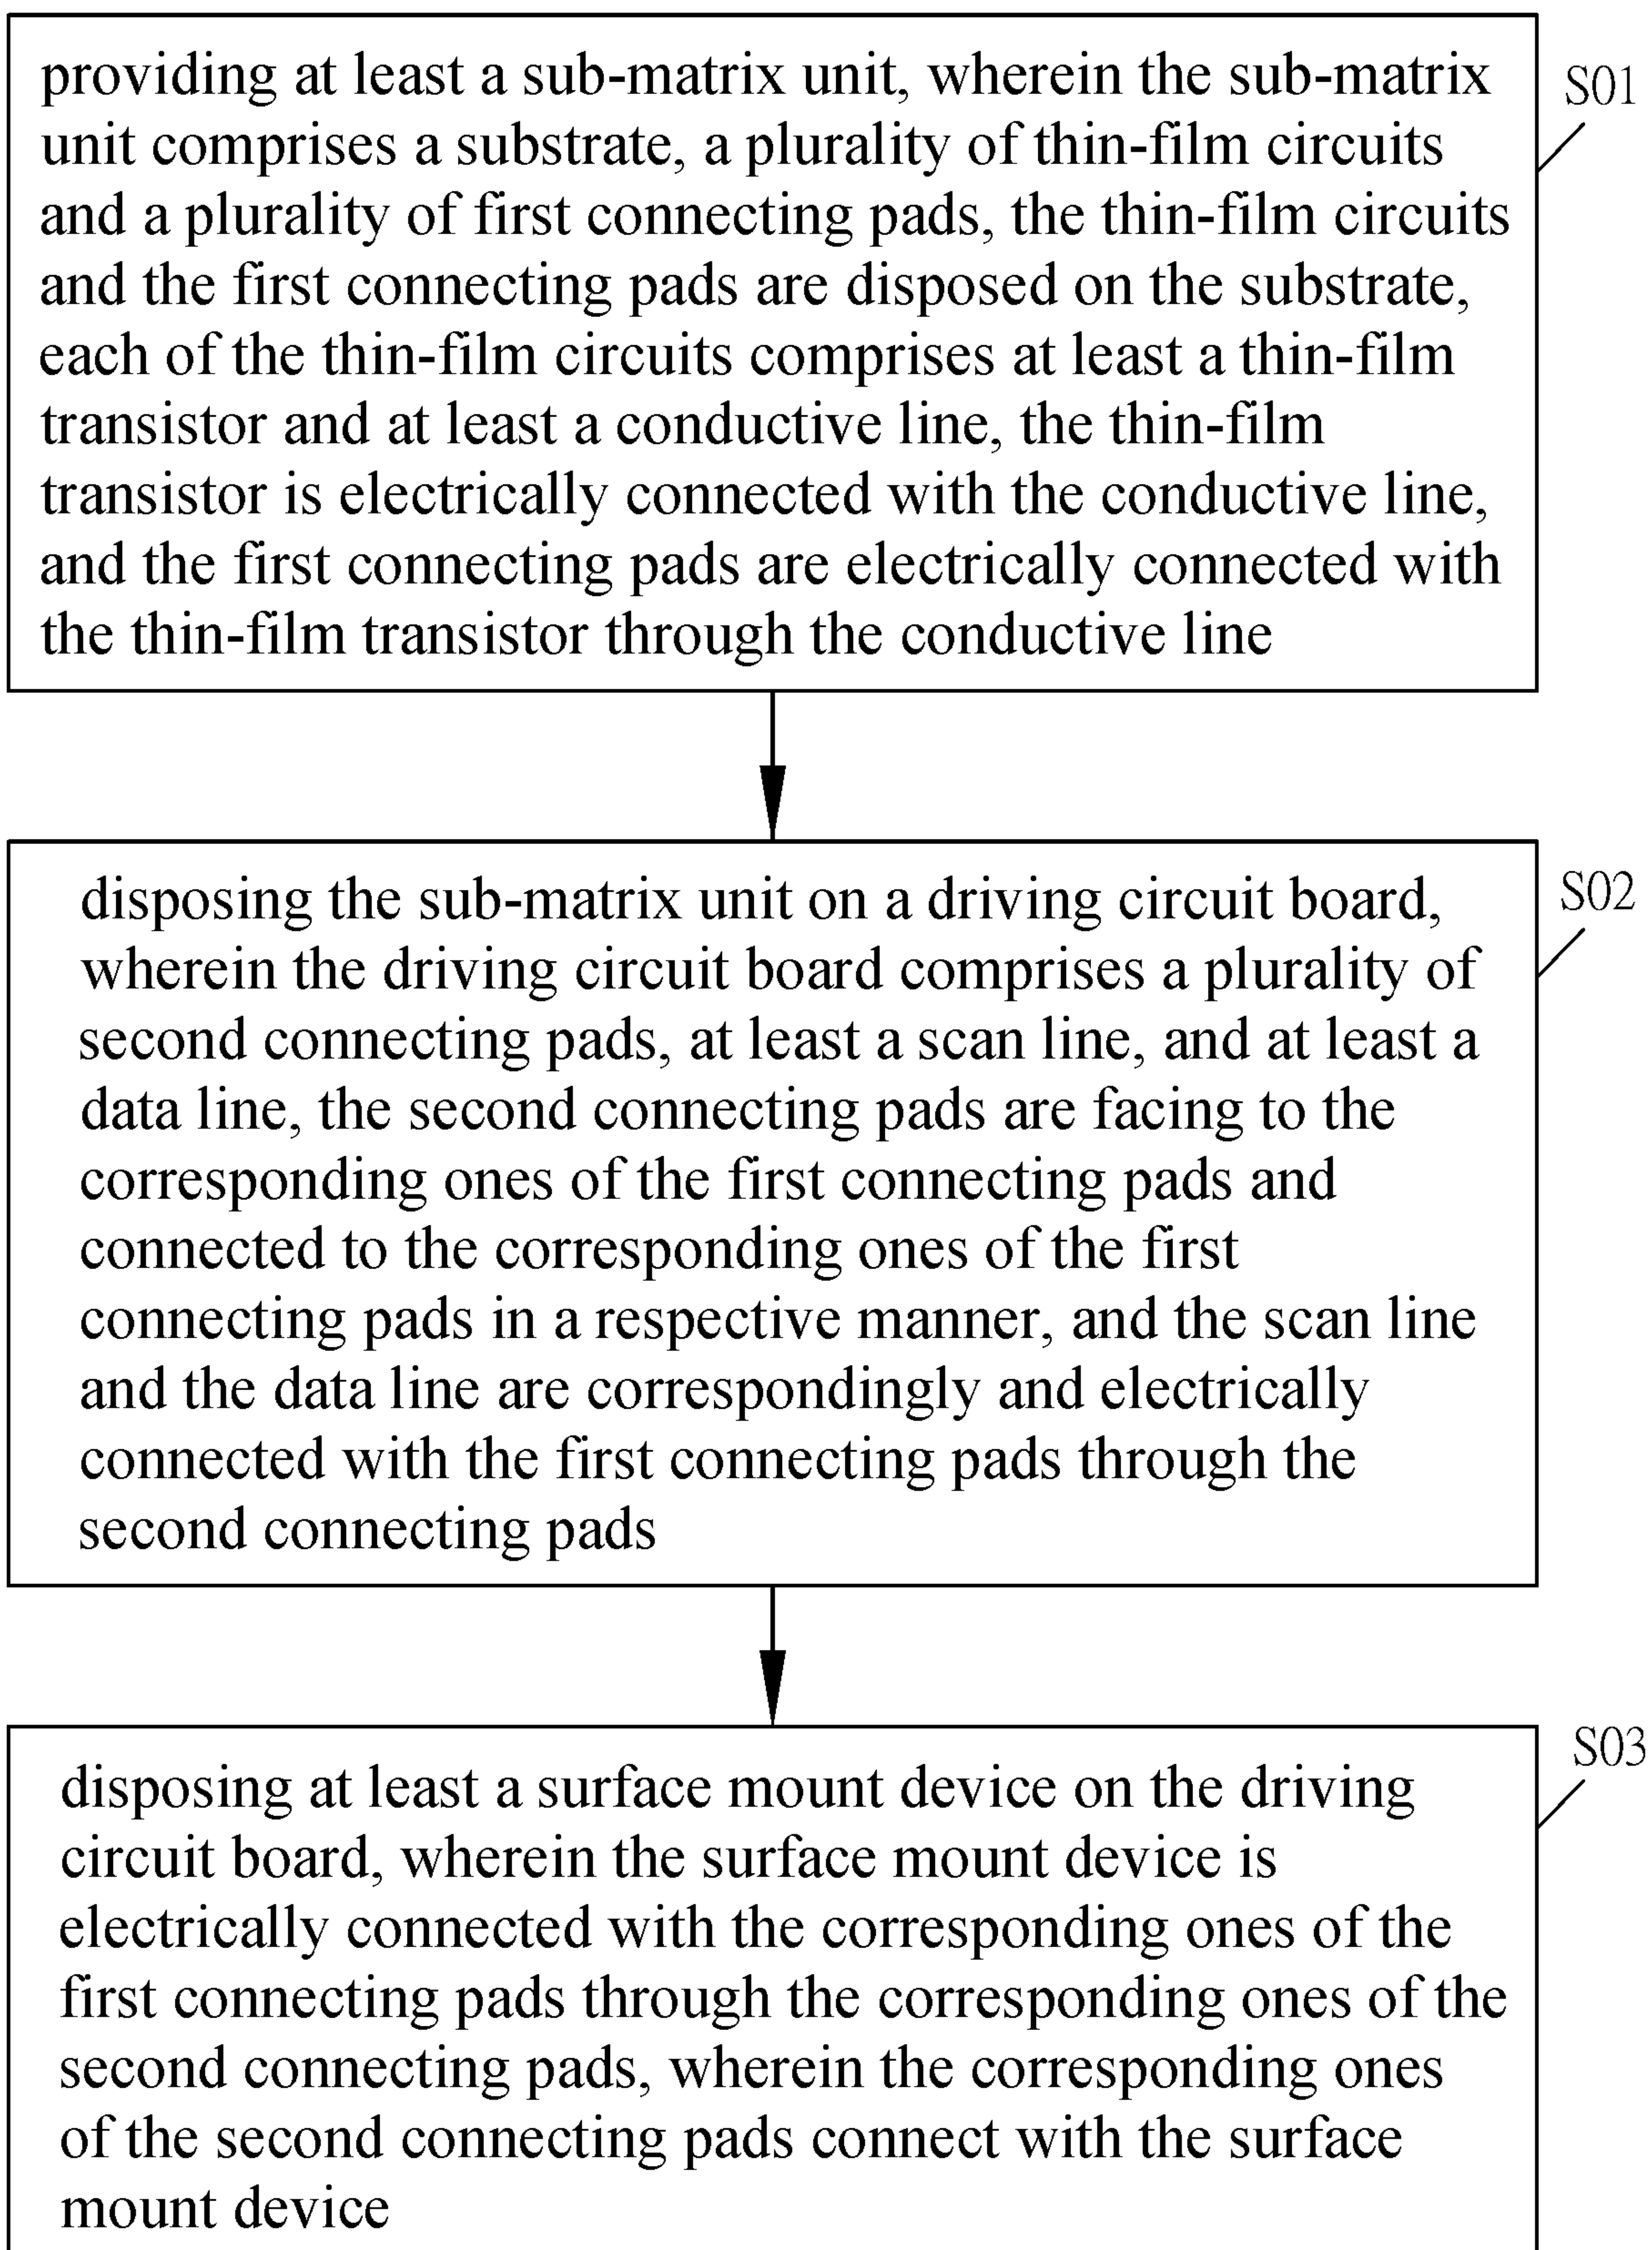 providing at least a sub-matrix unit, wherein the sub-matrix
unit comprises a substrate, a plurality of thin-film circuits
and a plurality of first connecting pads, the thin-film circuits
and the first connecting pads are disposed on the substrate,
each of the thin-film circuits comprises at least a thin-film
transistor and at least a conductive line, the thin-film
transistor is electrically connected with the conductive line,
and the first connecting pads are electrically connected with
the thin-film transistor through the conductive line
S01
disposing the sub-matrix unit on a driving circuit board,
wherein the driving circuit board comprises a plurality of
second connecting pads, at least a scan line, and at least a
data line, the second connecting pads are facing to the
corresponding ones of the first connecting pads and
connected to the corresponding ones of the first
connecting pads in a respective manner, and the scan line
and the data line are correspondingly and electrically
connected with the first connecting pads through the
second connecting pads
S02
disposing at least a surface mount device on the driving
circuit board, wherein the surface mount device is
electrically connected with the corresponding ones of the
first connecting pads through the corresponding ones of the
second connecting pads, wherein the corresponding ones
of the second connecting pads connect with the surface
mount device
S03